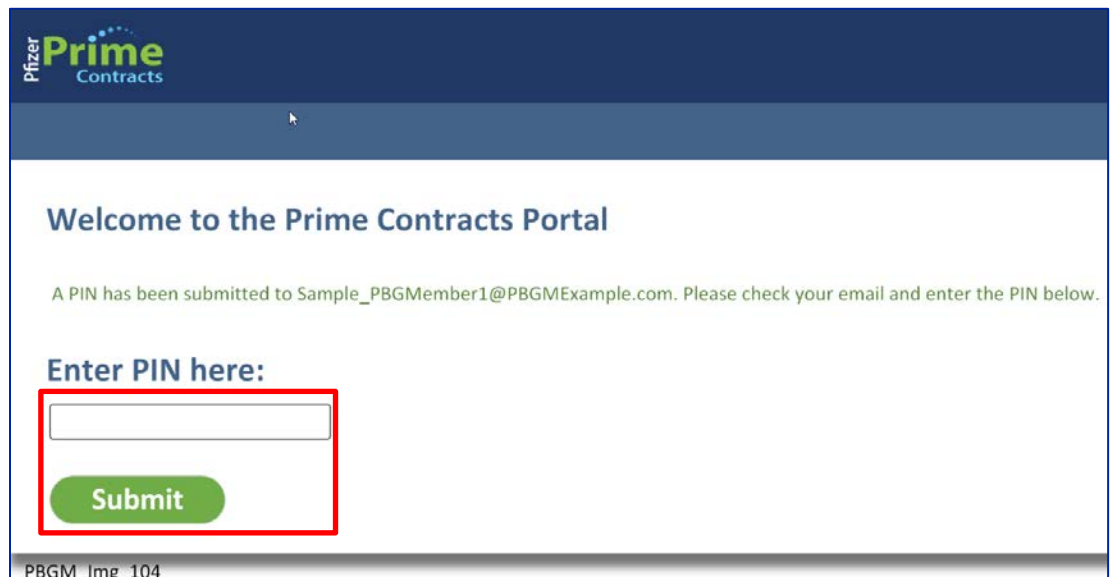 Pfizer
Prime
Contracts
Welcome to the Prime Contracts Portal
A PIN has been submitted to Sample_PBGMember1@PBGMExample.com. Please check your email and enter the PIN below.
Enter PIN here:
Submit
PBGM_Img_104